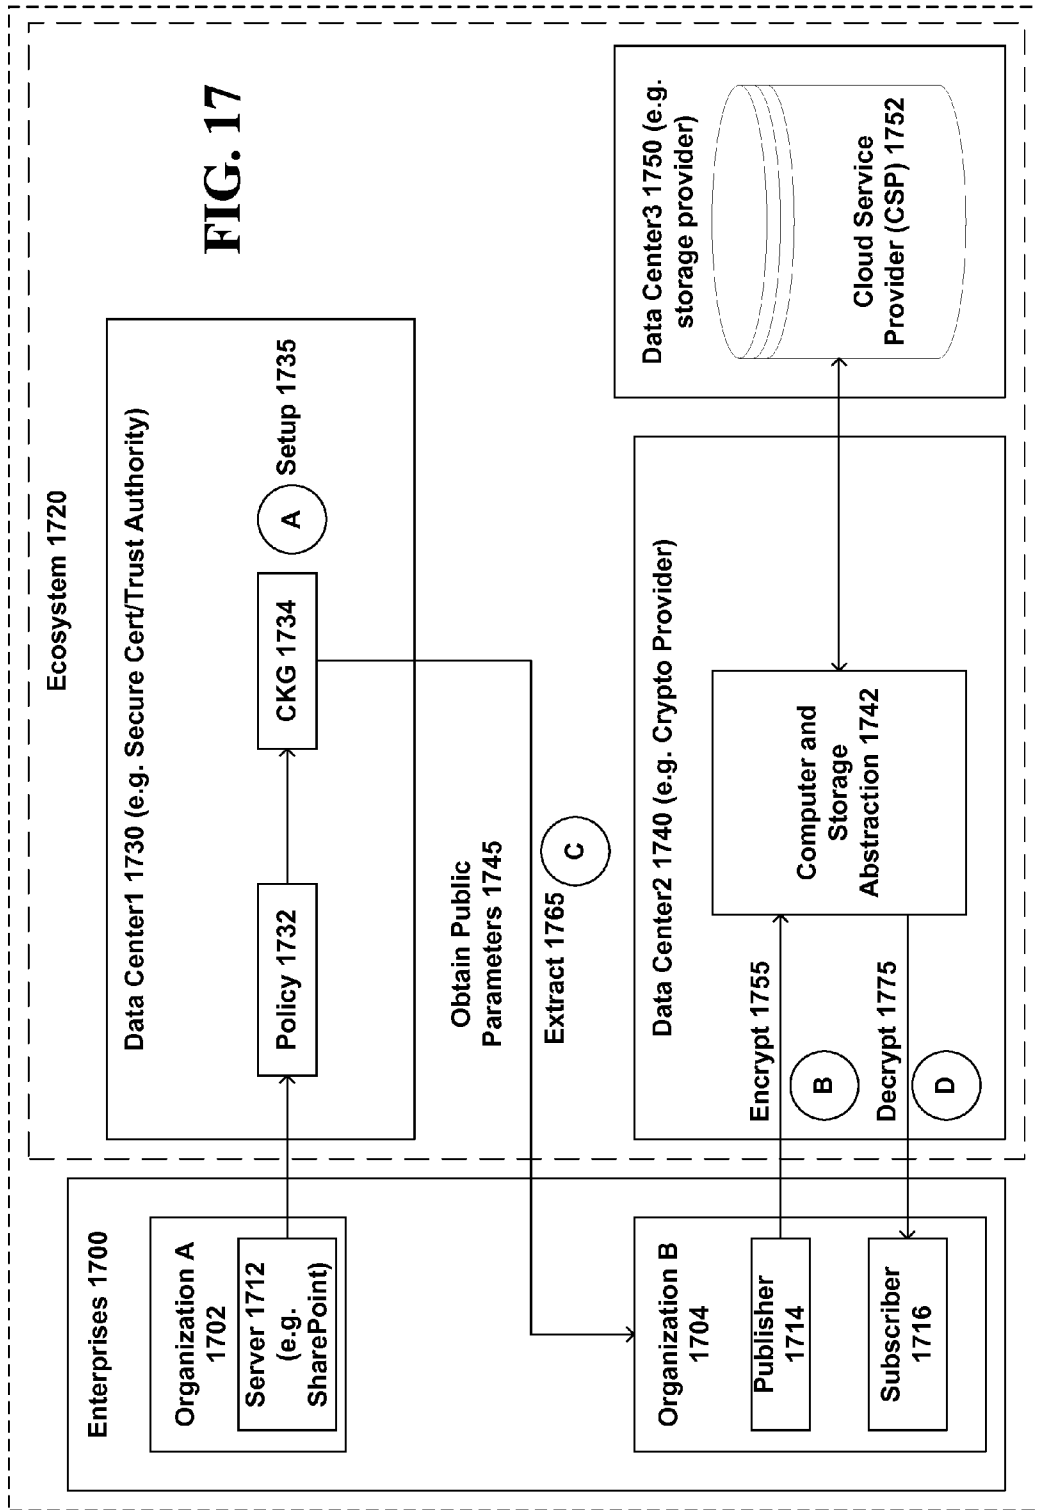 FIG. 17
Ecosystem 1720
Enterprises 1700
Organization A
1702
Server 1712
(e.g.
SharePoint)
Data Center1 1730 (e.g. Secure Cert/Trust Authority)
Policy 1732
CKG 1734
A
Setup 1735
Obtain Public
Parameters 1745
Extract 1765
C
Organization B
1704
Publisher
1714
Subscriber
1716
Data Center2 1740 (e.g. Crypto Provider)
Encrypt 1755
B
Decrypt 1775
D
Computer and
Storage
Abstraction 1742
Data Center3 1750 (e.g.
storage provider)
Cloud Service
Provider (CSP) 1752